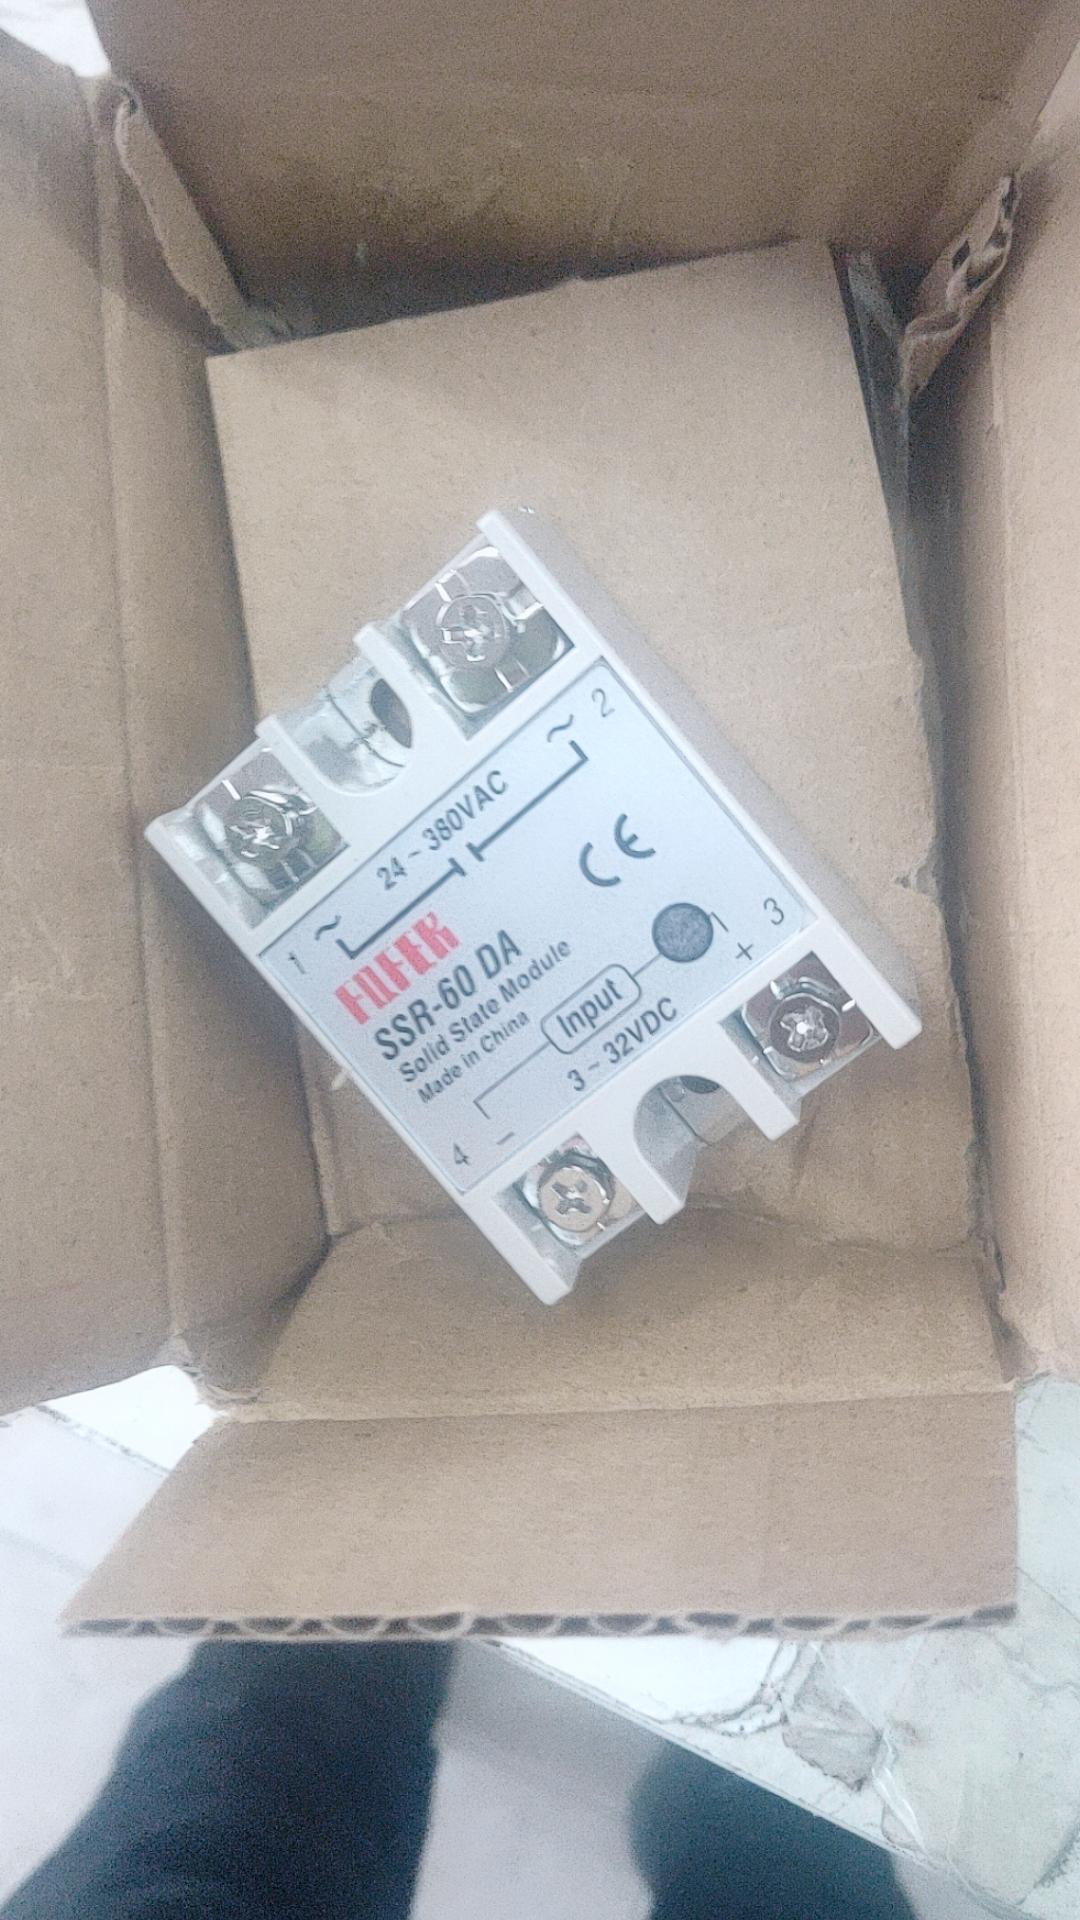 1 ~ 24 ~ 380VAC ~ 2
SSR-60 DA
Solid State Module
Made in China
CE
Input
4 - 3 ~ 32VDC + 3